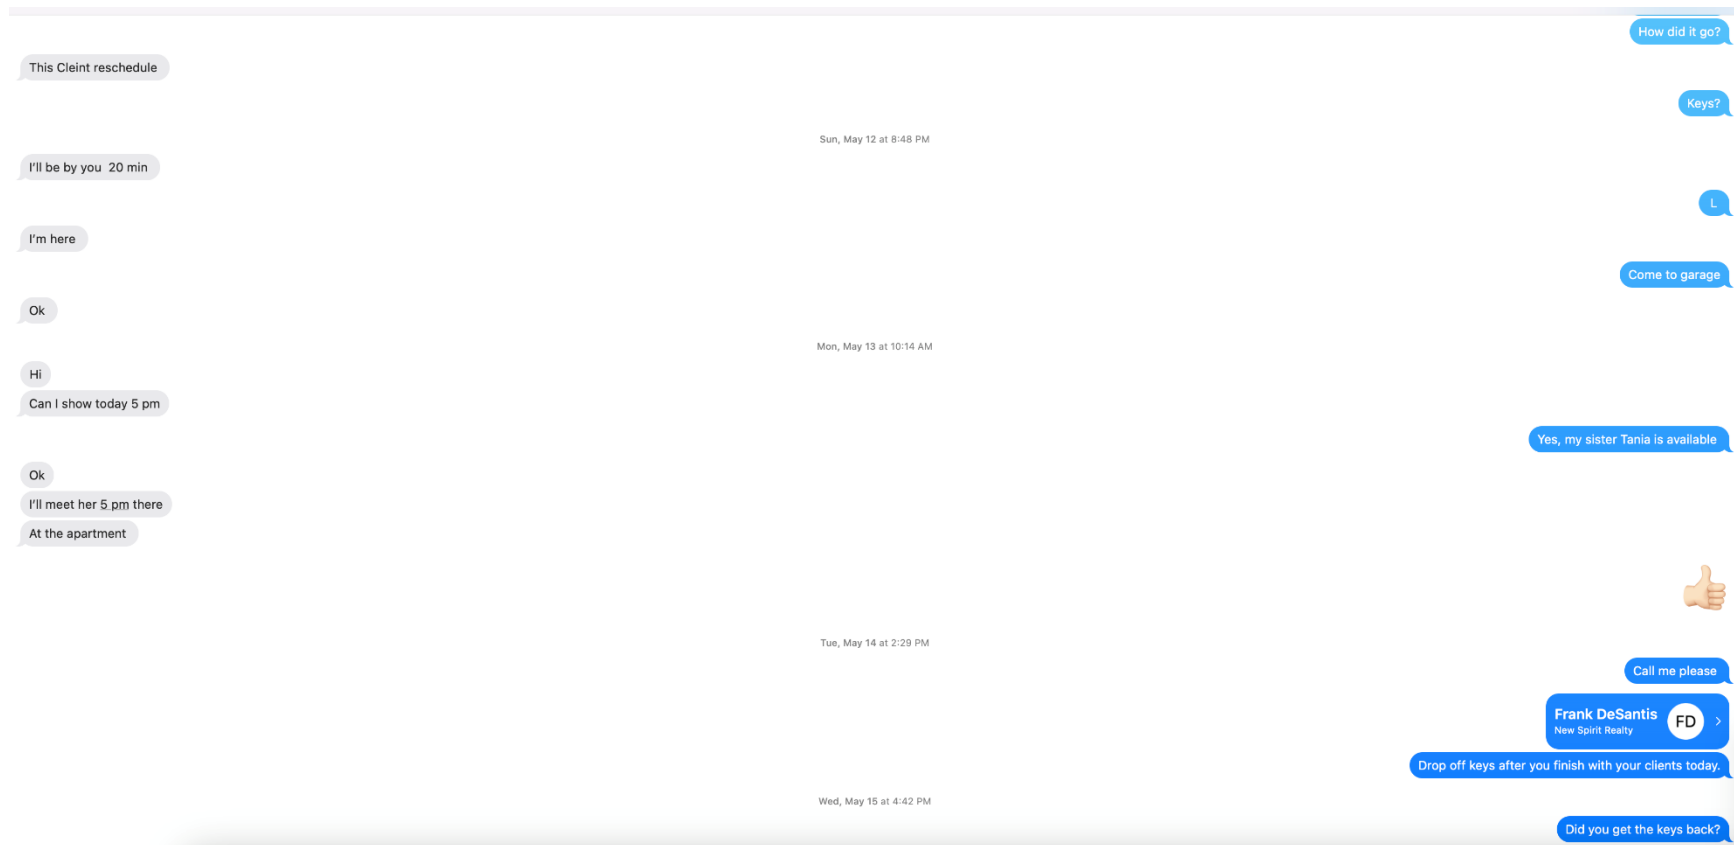 How did it go?
This Cleint reschedule
Keys?
Sun, May 12 at 8:48 PM
I'll be by you  20 min
L
I'm here
Come to garage
Ok
Mon, May 13 at 10:14 AM
Hi
Can I show today 5 pm
Yes, my sister Tania is available
Ok
I'll meet her 5 pm there
At the apartment
Tue, May 14 at 2:29 PM
Call me please
Frank DeSantis
New Spirit Realty
FD
Drop off keys after you finish with your clients today.
Wed, May 15 at 4:42 PM
Did you get the keys back?